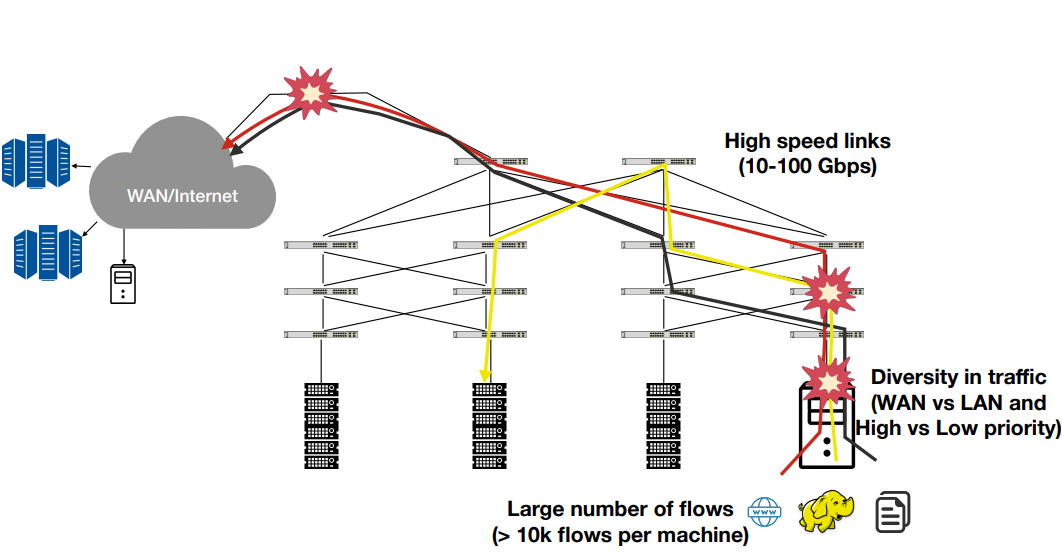 High speed links
(10-100 Gbps)
WAN/Internet
Diversity in traffic
(WAN vs LAN and
High vs Low priority)
Large number of flows
(> 10k flows per machine)
www